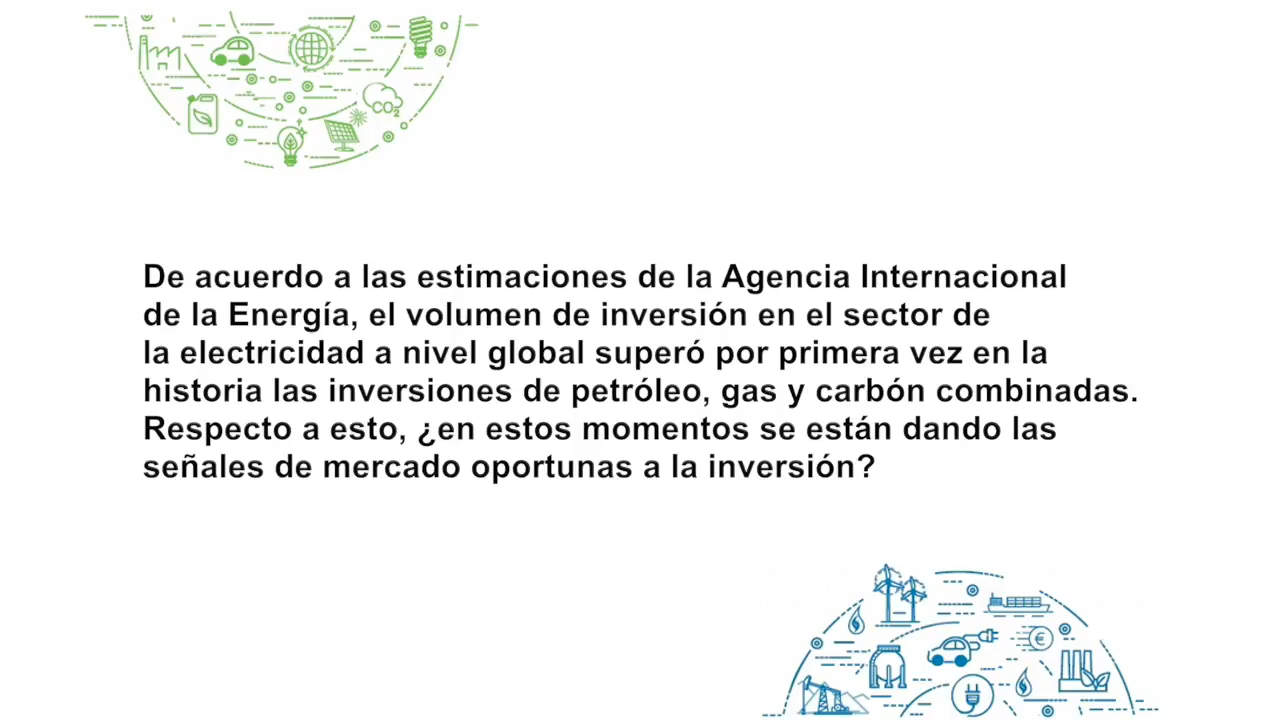 CO2
De acuerdo a las estimaciones de la Agencia Internacional
de la Energía, el volumen de inversión en el sector de
la electricidad a nivel global superó por primera vez en la
historia las inversiones de petróleo, gas y carbón combinadas.
Respecto a esto, ¿en estos momentos se están dando las
señales de mercado oportunas a la inversión?
€